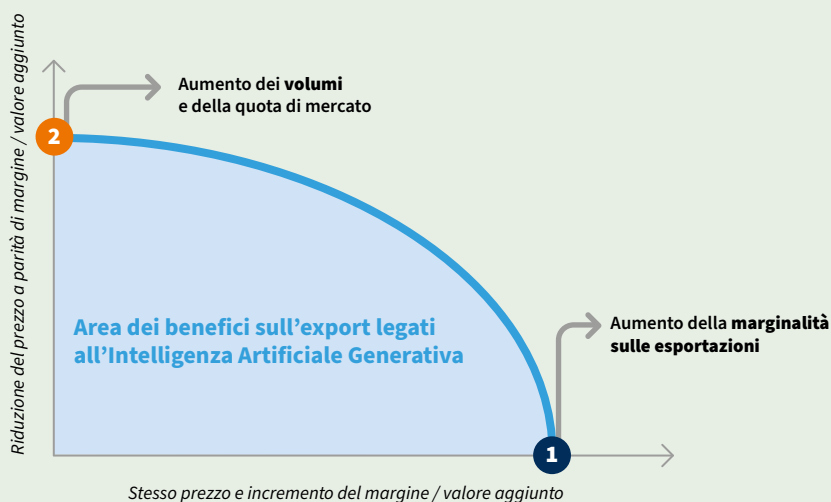 Riduzione del prezzo a parità di margine / valore aggiunto
Aumento dei volumi
e della quota di mercato
2
Area dei benefici sull’export legati
all’Intelligenza Artificiale Generativa
Aumento della marginalità
sulle esportazioni
1
Stesso prezzo e incremento del margine / valore aggiunto